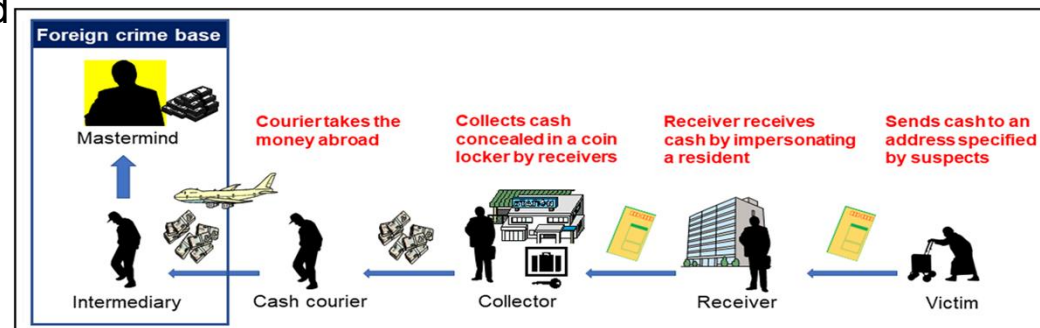 d
Foreign crime base
Mastermind
Courier takes the
money abroad
Collects cash
concealed in a coin
locker by receivers
Receiver receives
cash by impersonating
a resident
Sends cash to an
address specified
by suspects
Intermediary
Cash courier
Collector
Receiver
Victim